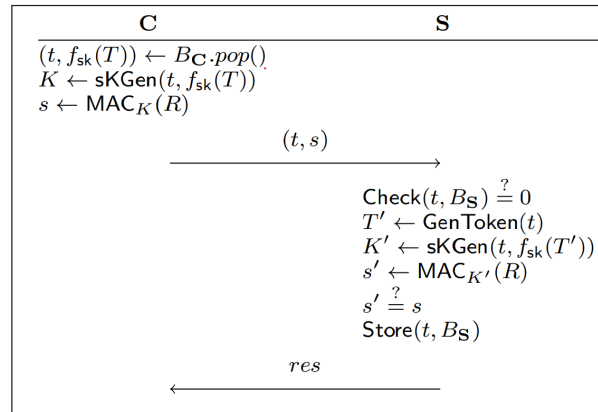 C S
(t, f_sk(T)) ← B_C.pop()
K ← sKGen(t, f_sk(T))
s ← MAC_K(R)
(t, s)
Check(t, B_S) ≟ 0
T′ ← GenToken(t)
K′ ← sKGen(t, f_sk(T′))
s′ ← MAC_K′(R)
s′ ≟ s
Store(t, B_S)
res